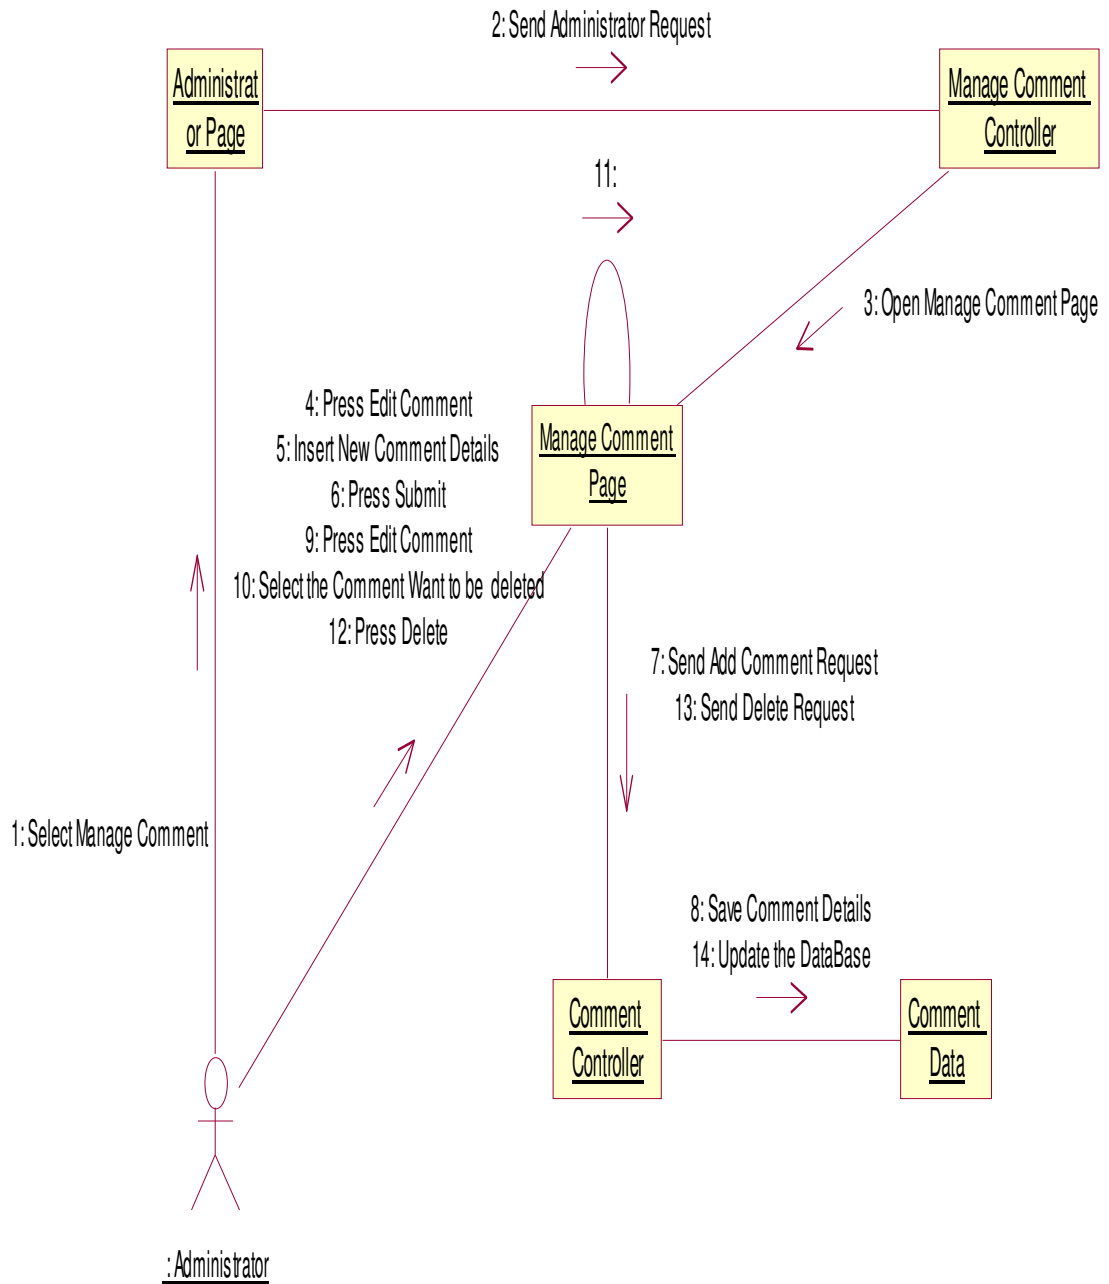 2: Send Administrator Request
Administrat
or Page
Manage Comment
Controller
11:
3: Open Manage Comment Page
4: Press Edit Comment
5: Insert New Comment Details
6: Press Submit
9: Press Edit Comment
10: Select the Comment Want to be deleted
12: Press Delete
Manage Comment
Page
7: Send Add Comment Request
13: Send Delete Request
1: Select Manage Comment
8: Save Comment Details
14: Update the DataBase
Comment
Controller
Comment
Data
: Administrator